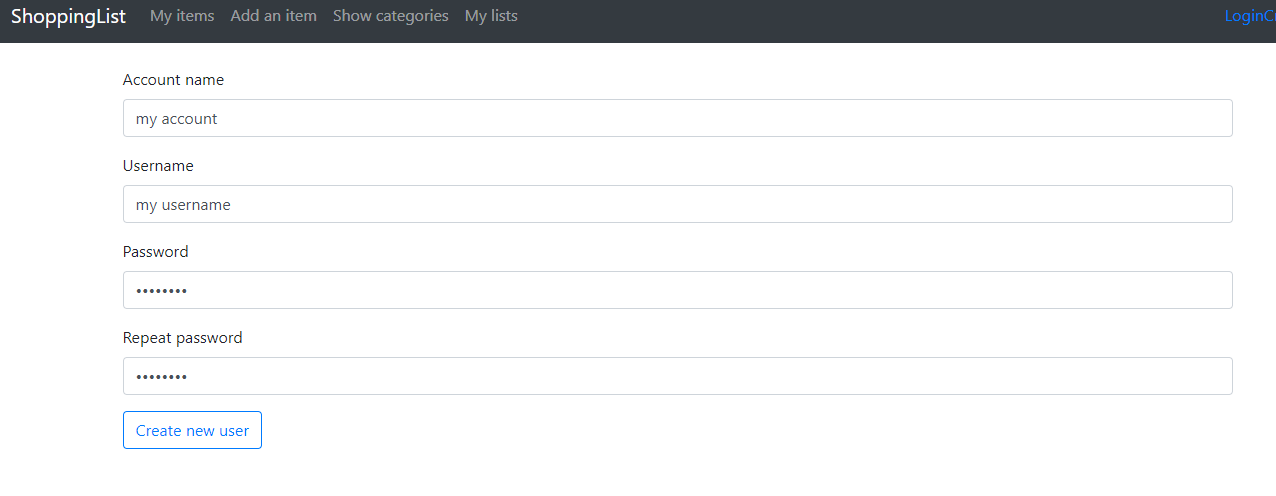 ShoppingList My items Add an item Show categories My lists Login
Account name
my account
Username
my username
Password
••••••••
Repeat password
••••••••
Create new user